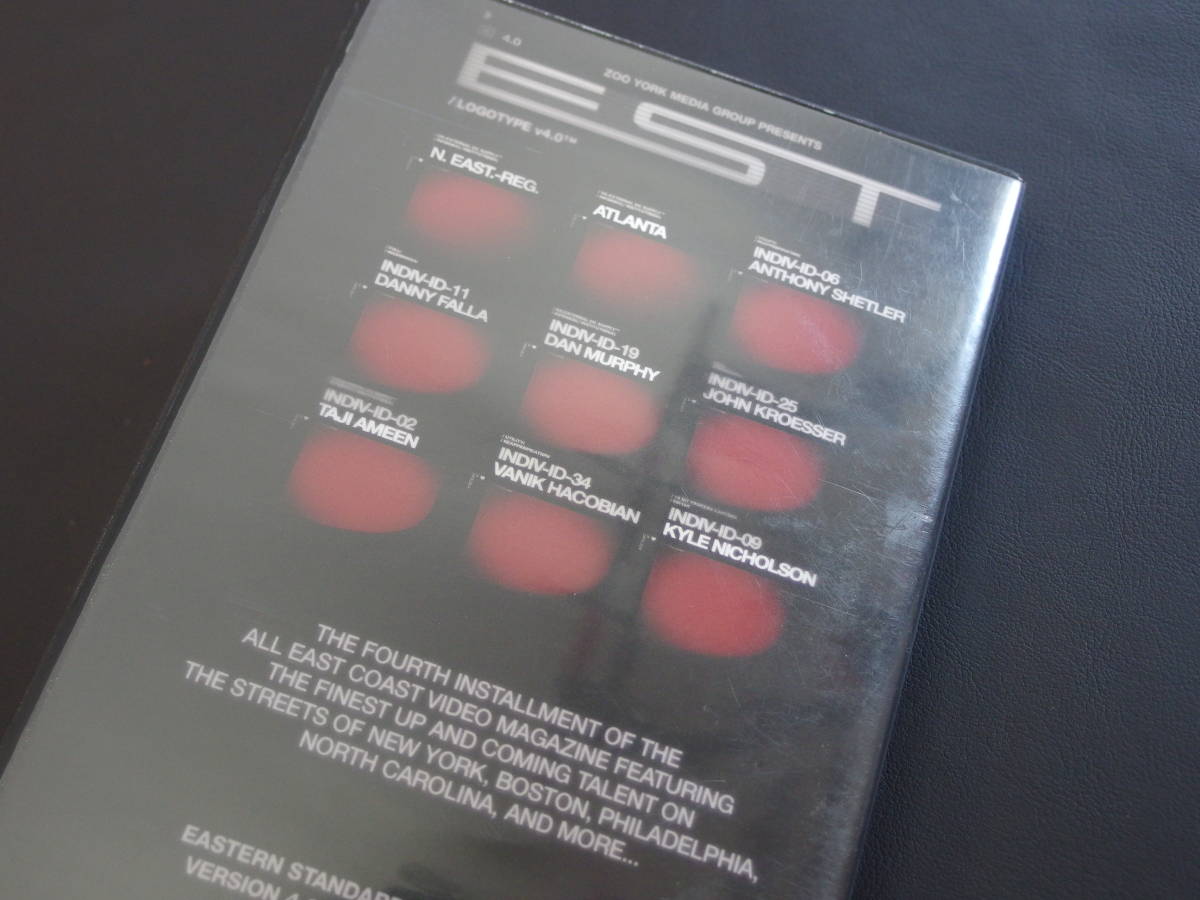 4.0
ZOO YORK MEDIA GROUP PRESENTS
EST
/ LOGOTYPE v4.0™
N. EAST.-REG.
ATLANTA
INDIV-ID-06
ANTHONY SHETLER
INDIV-ID-11
DANNY FALLA
INDIV-ID-19
DAN MURPHY
INDIV-ID-25
JOHN KROESSER
INDIV-ID-02
TAJI AMEEN
INDIV-ID-34
VANIK HACOBIAN
INDIV-ID-09
KYLE NICHOLSON
THE FOURTH INSTALLMENT OF THE
ALL EAST COAST VIDEO MAGAZINE FEATURING
THE FINEST UP AND COMING TALENT ON
THE STREETS OF NEW YORK, BOSTON, PHILADELPHIA,
NORTH CAROLINA, AND MORE...
EASTERN STANDARD
VERSION 4